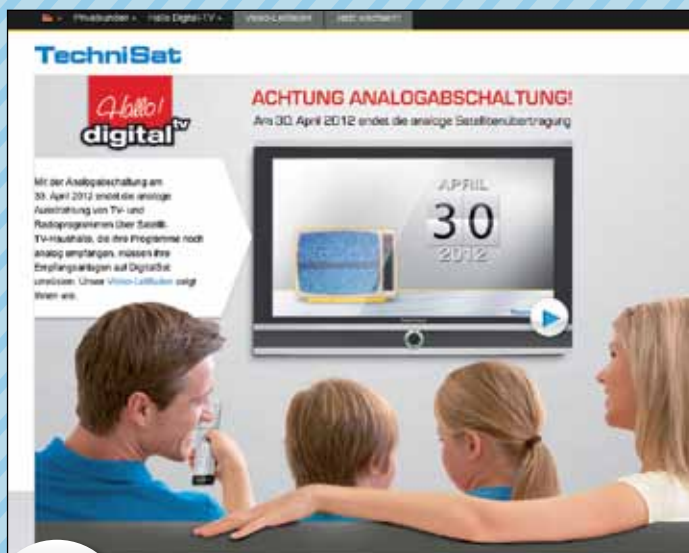 Privatkunden Hallo Digital-TV Video-Leitfaden Jetzt wechseln!
TechniSat
Hallo!
digital tv
ACHTUNG ANALOGABSCHALTUNG!
Am 30. April 2012 endet die analoge Satellitenübertragung
Mit der Analogabschaltung am
30. April 2012 endet die analoge
Ausstrahlung von TV- und
Radioprogrammen über Satellit.
TV-Haushalte, die ihre Programme noch
analog empfangen, müssen ihre
Empfangsanlagen auf DigitalSat
umrüsten. Unser Video-Leitfaden zeigt
Ihnen wie.
APRIL
30
2012